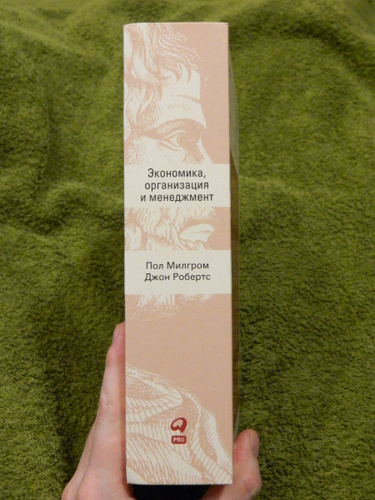 Экономика,
организация
и менеджмент
Пол Милгром
Джон Робертс
PRO